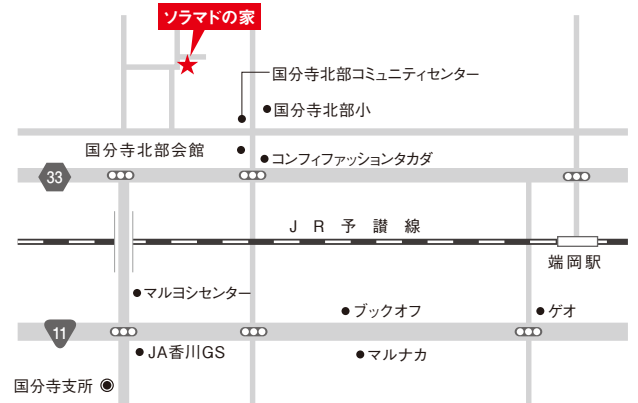 ソラマドの家
国分寺北部コミュニティセンター
国分寺北部小
国分寺北部会館
コンフィファッションタカダ
33
JR予讃線
端岡駅
マルヨシセンター
ブックオフ
ゲオ
11
JA香川GS
マルナカ
国分寺支所